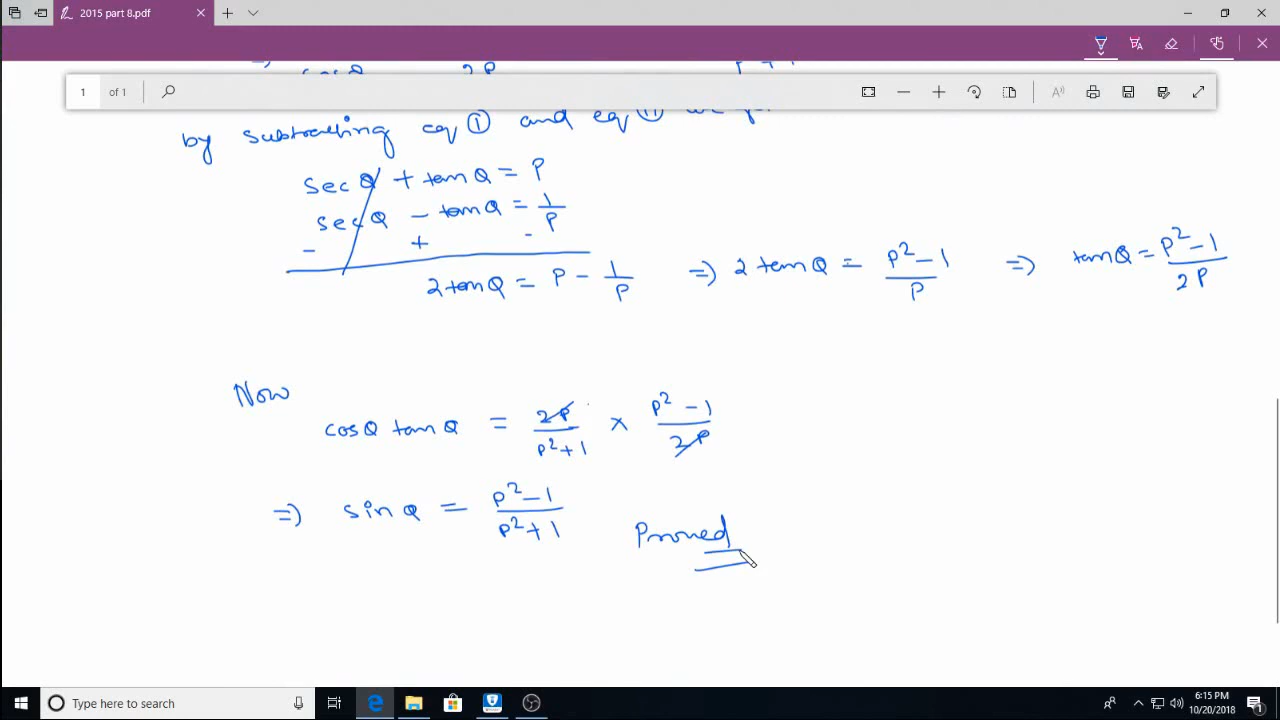 2015 part 8.pdf
1 of 1
by subtracting eq ① and eq ⑪ we
sec Q + tan Q = P
sec Q - tan Q = 1/P
- + -
2 tan Q = P - 1/P ⇒ 2 tan Q = P² - 1 / P ⇒ tan Q = P² - 1 / 2P
Now
cos Q tan Q = 2P / P² + 1 × P² - 1 / 2P
⇒ sin Q = P² - 1 / P² + 1 Proved
Type here to search
6:15 PM
10/20/2018